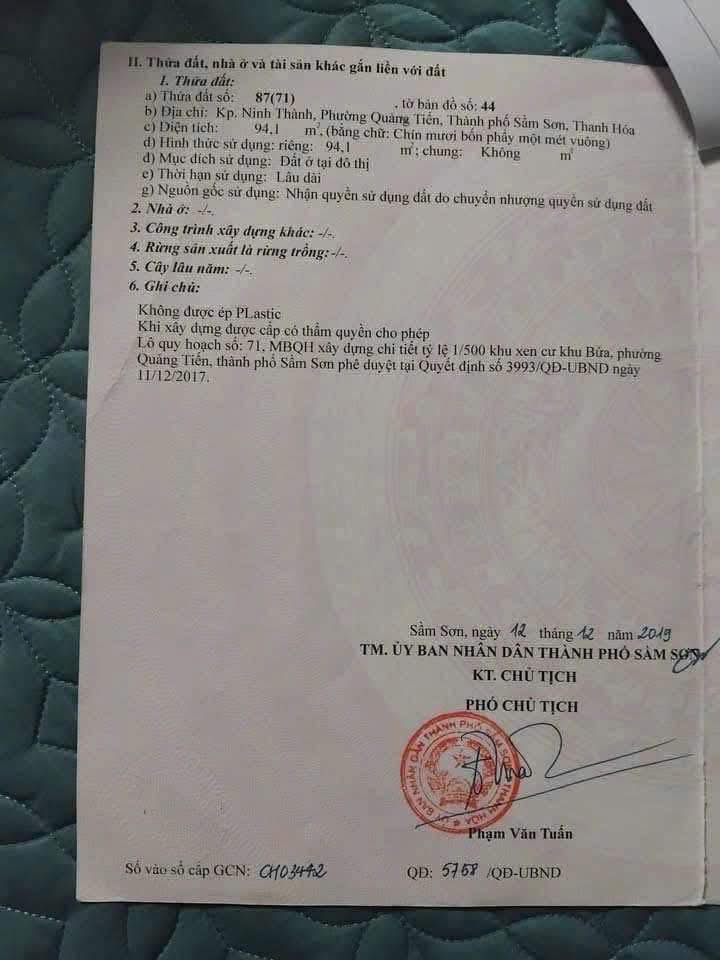 II. Thửa đất, nhà ở và tài sản khác gắn liền với đất
1. Thửa đất:
a) Thửa đất số: 87(71) , tờ bản đồ số: 44
b) Địa chỉ: Kp. Ninh Thành, Phường Quảng Tiến, Thành phố Sầm Sơn, Thanh Hóa
c) Diện tích: 94,1 m², (bằng chữ: Chín mươi bốn phẩy một mét vuông)
d) Hình thức sử dụng: riêng: 94,1 m²; chung: Không m²
đ) Mục đích sử dụng: Đất ở tại đô thị
e) Thời hạn sử dụng: Lâu dài
g) Nguồn gốc sử dụng: Nhận quyền sử dụng đất do chuyển nhượng quyền sử dụng đất
2. Nhà ở: -/-.
3. Công trình xây dựng khác: -/-.
4. Rừng sản xuất là rừng trồng: -/-.
5. Cây lâu năm: -/-.
6. Ghi chú:
Không được ép PLastic
Khi xây dựng được cấp có thẩm quyền cho phép
Lô quy hoạch số: 71, MBQH xây dựng chi tiết tỷ lệ 1/500 khu xen cư khu Bứa, phường
Quảng Tiến, thành phố Sầm Sơn phê duyệt tại Quyết định số 3993/QĐ-UBND ngày
11/12/2017.
Sầm Sơn, ngày 12 tháng 12 năm 2019
TM. ỦY BAN NHÂN DÂN THÀNH PHỐ SẦM SƠN
KT. CHỦ TỊCH
PHÓ CHỦ TỊCH
ỦY BAN NHÂN DÂN THÀNH PHỐ SẦM SƠN
T. THANH HÓA
Phạm Văn Tuấn
Số vào sổ cấp GCN: CH03442
QĐ: 5758 /QĐ-UBND